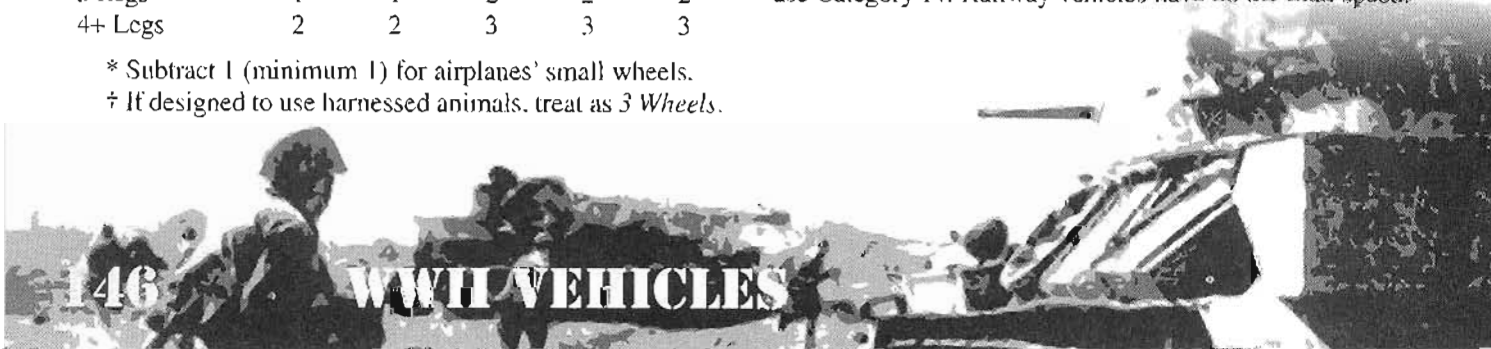 4+ Legs 2 2 3 3 3
* Subtract 1 (minimum 1) for airplanes' small wheels.
† If designed to use harnessed animals, treat as 3 Wheels.
146 WWII VEHICLES